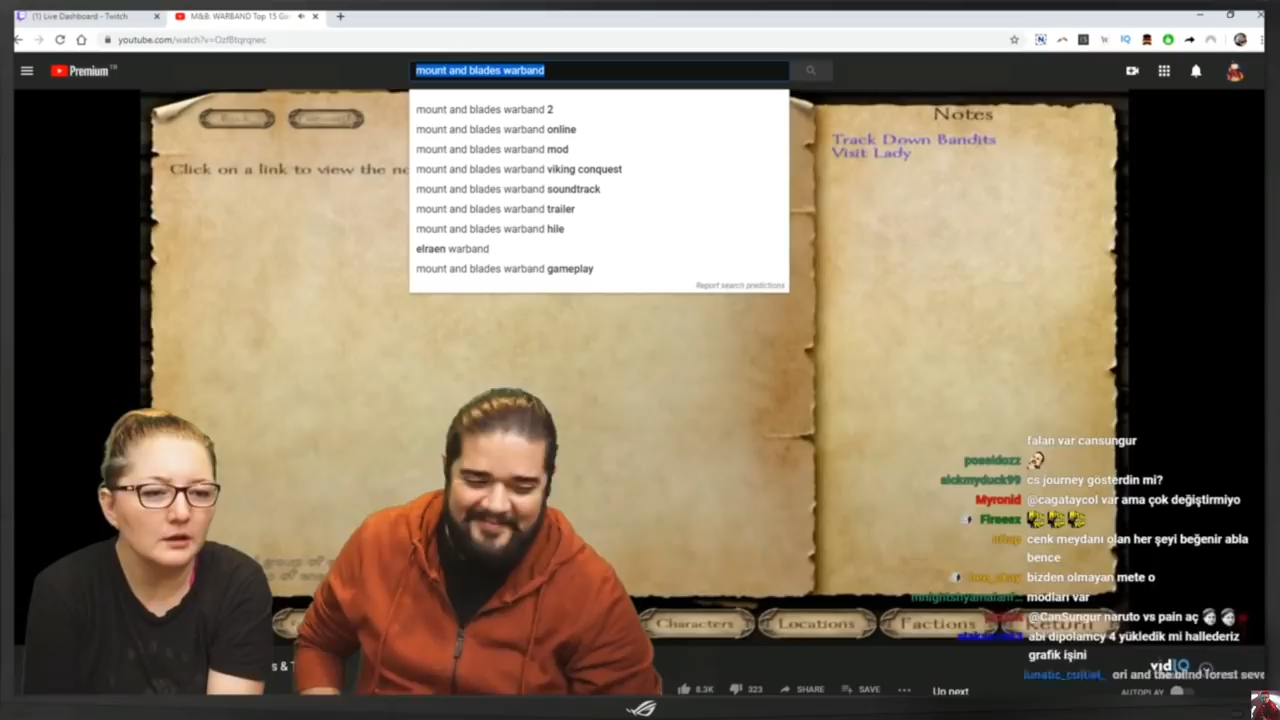 (1) Live Dashboard - Twitch
M&B: WARBAND Top 15 Ga
youtube.com/watch?v=OzfBtqrqnec
Premium TR
mount and blades warband
mount and blades warband 2
mount and blades warband online
mount and blades warband mod
mount and blades warband viking conquest
mount and blades warband soundtrack
mount and blades warband trailer
mount and blades warband hile
elraen warband
mount and blades warband gameplay
Report search predictions
Click on a link to view the no
Notes
Track Down Bandits
Visit Lady
falan var cansungur
poseidozz
cs journey gösterdin mi?
Myronid @cagataycol var ama çok değiştirmiyo
Fireeex
cenk meydanı olan her şeyi beğenir abla
bence
bizden olmayan mete o
modları var
@CanSungur naruto vs pain aç
abi dipolamcy 4 yükledik mi hallederiz
grafik işini
ori and the blind forest seve
Characters
Locations
Factions
Return
s & T
8.3K
323
SHARE
SAVE
Up next
vidIQ
AUTOPLAY